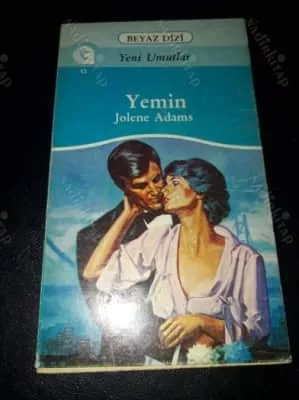 BEYAZ DİZİ
Yeni Umutlar
Yemin
Jolene Adams